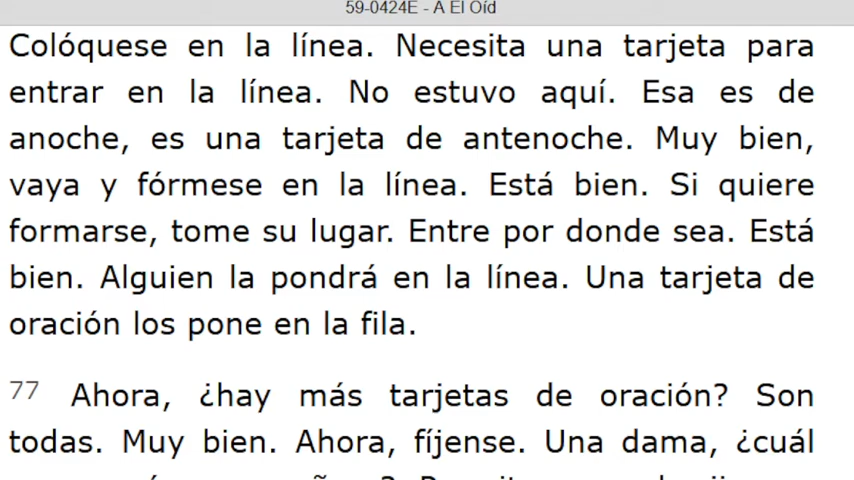 59-0424E - A El Oíd
Colóquese en la línea. Necesita una tarjeta para
entrar en la línea. No estuvo aquí. Esa es de
anoche, es una tarjeta de antenoche. Muy bien,
vaya y fórmese en la línea. Está bien. Si quiere
formarse, tome su lugar. Entre por donde sea. Está
bien. Alguien la pondrá en la línea. Una tarjeta de
oración los pone en la fila.
77 Ahora, ¿hay más tarjetas de oración? Son
todas. Muy bien. Ahora, fíjense. Una dama, ¿cuál